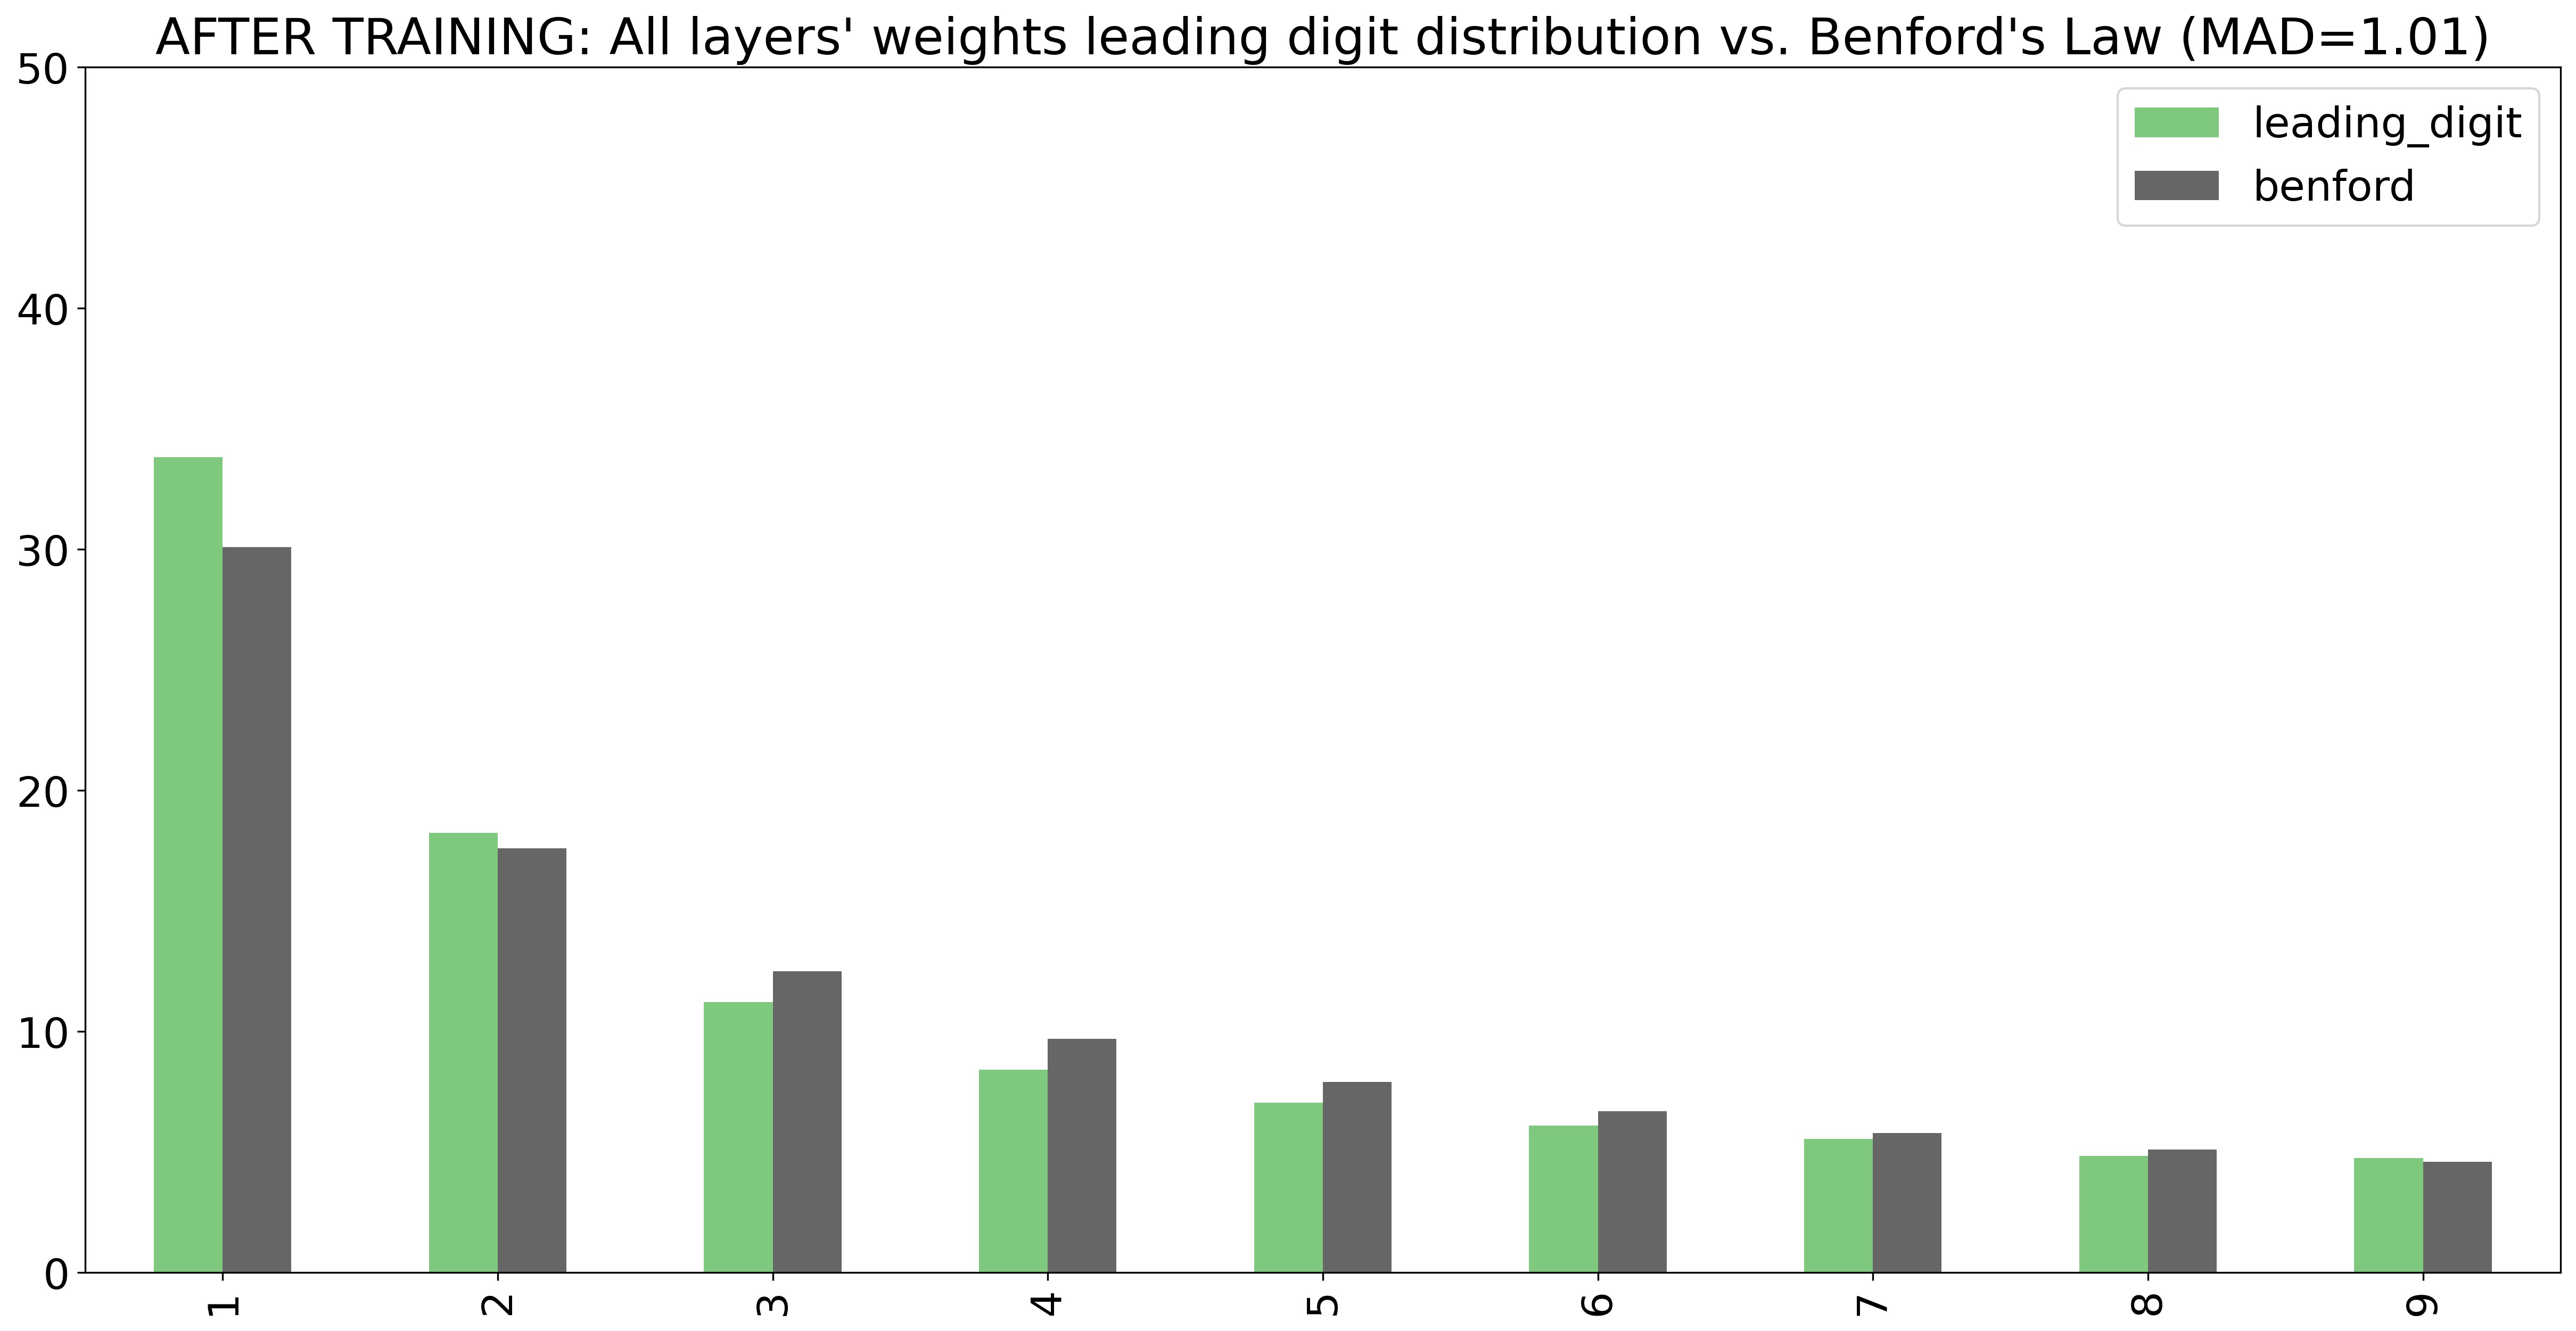 AFTER TRAINING: All layers' weights leading digit distribution vs. Benford's Law (MAD=1.01)
50
leading_digit
benford
40
30
20
10
0
1 2 3 4 5 6 7 8 9